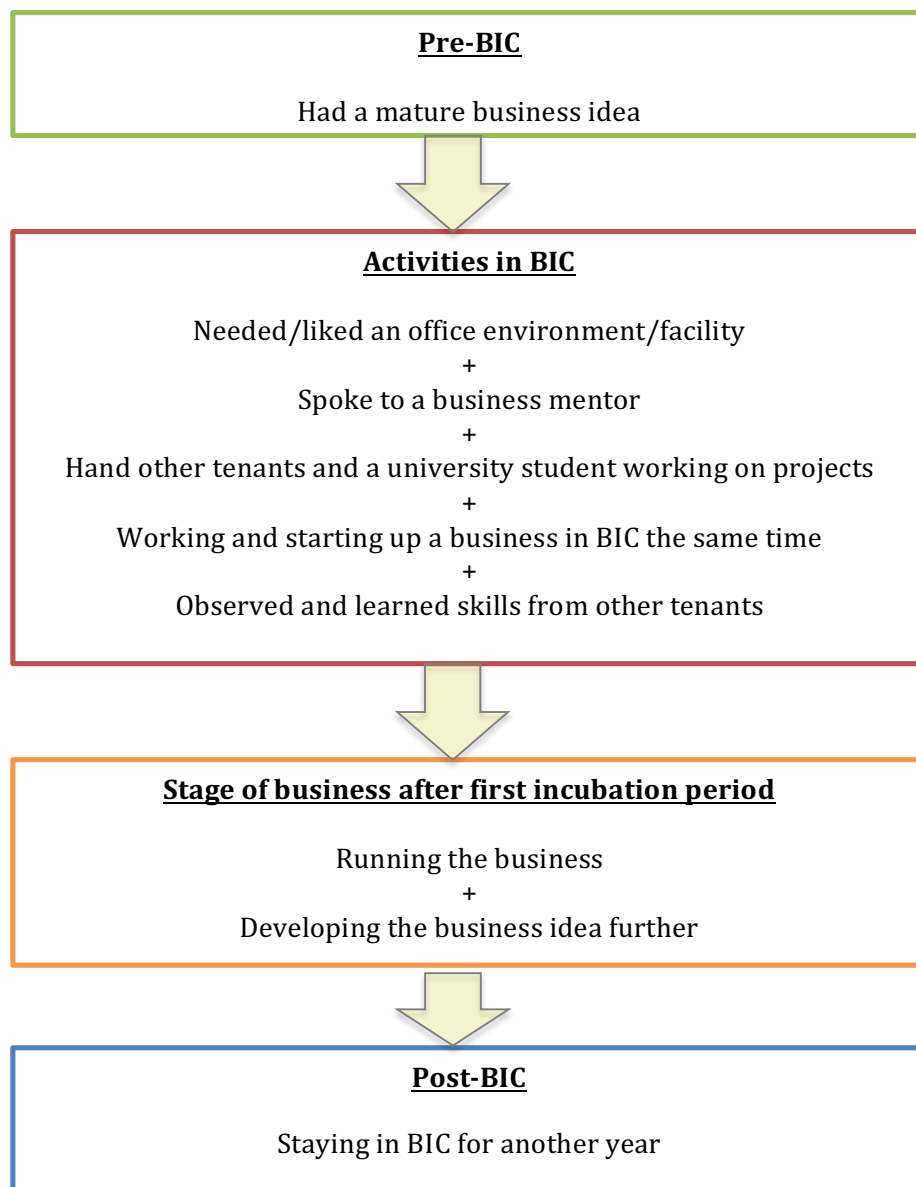 Pre-BIC
Had a mature business idea
Activities in BIC
Needed/liked an office environment/facility
+
Spoke to a business mentor
+
Hand other tenants and a university student working on projects
+
Working and starting up a business in BIC the same time
+
Observed and learned skills from other tenants
Stage of business after first incubation period
Running the business
+
Developing the business idea further
Post-BIC
Staying in BIC for another year